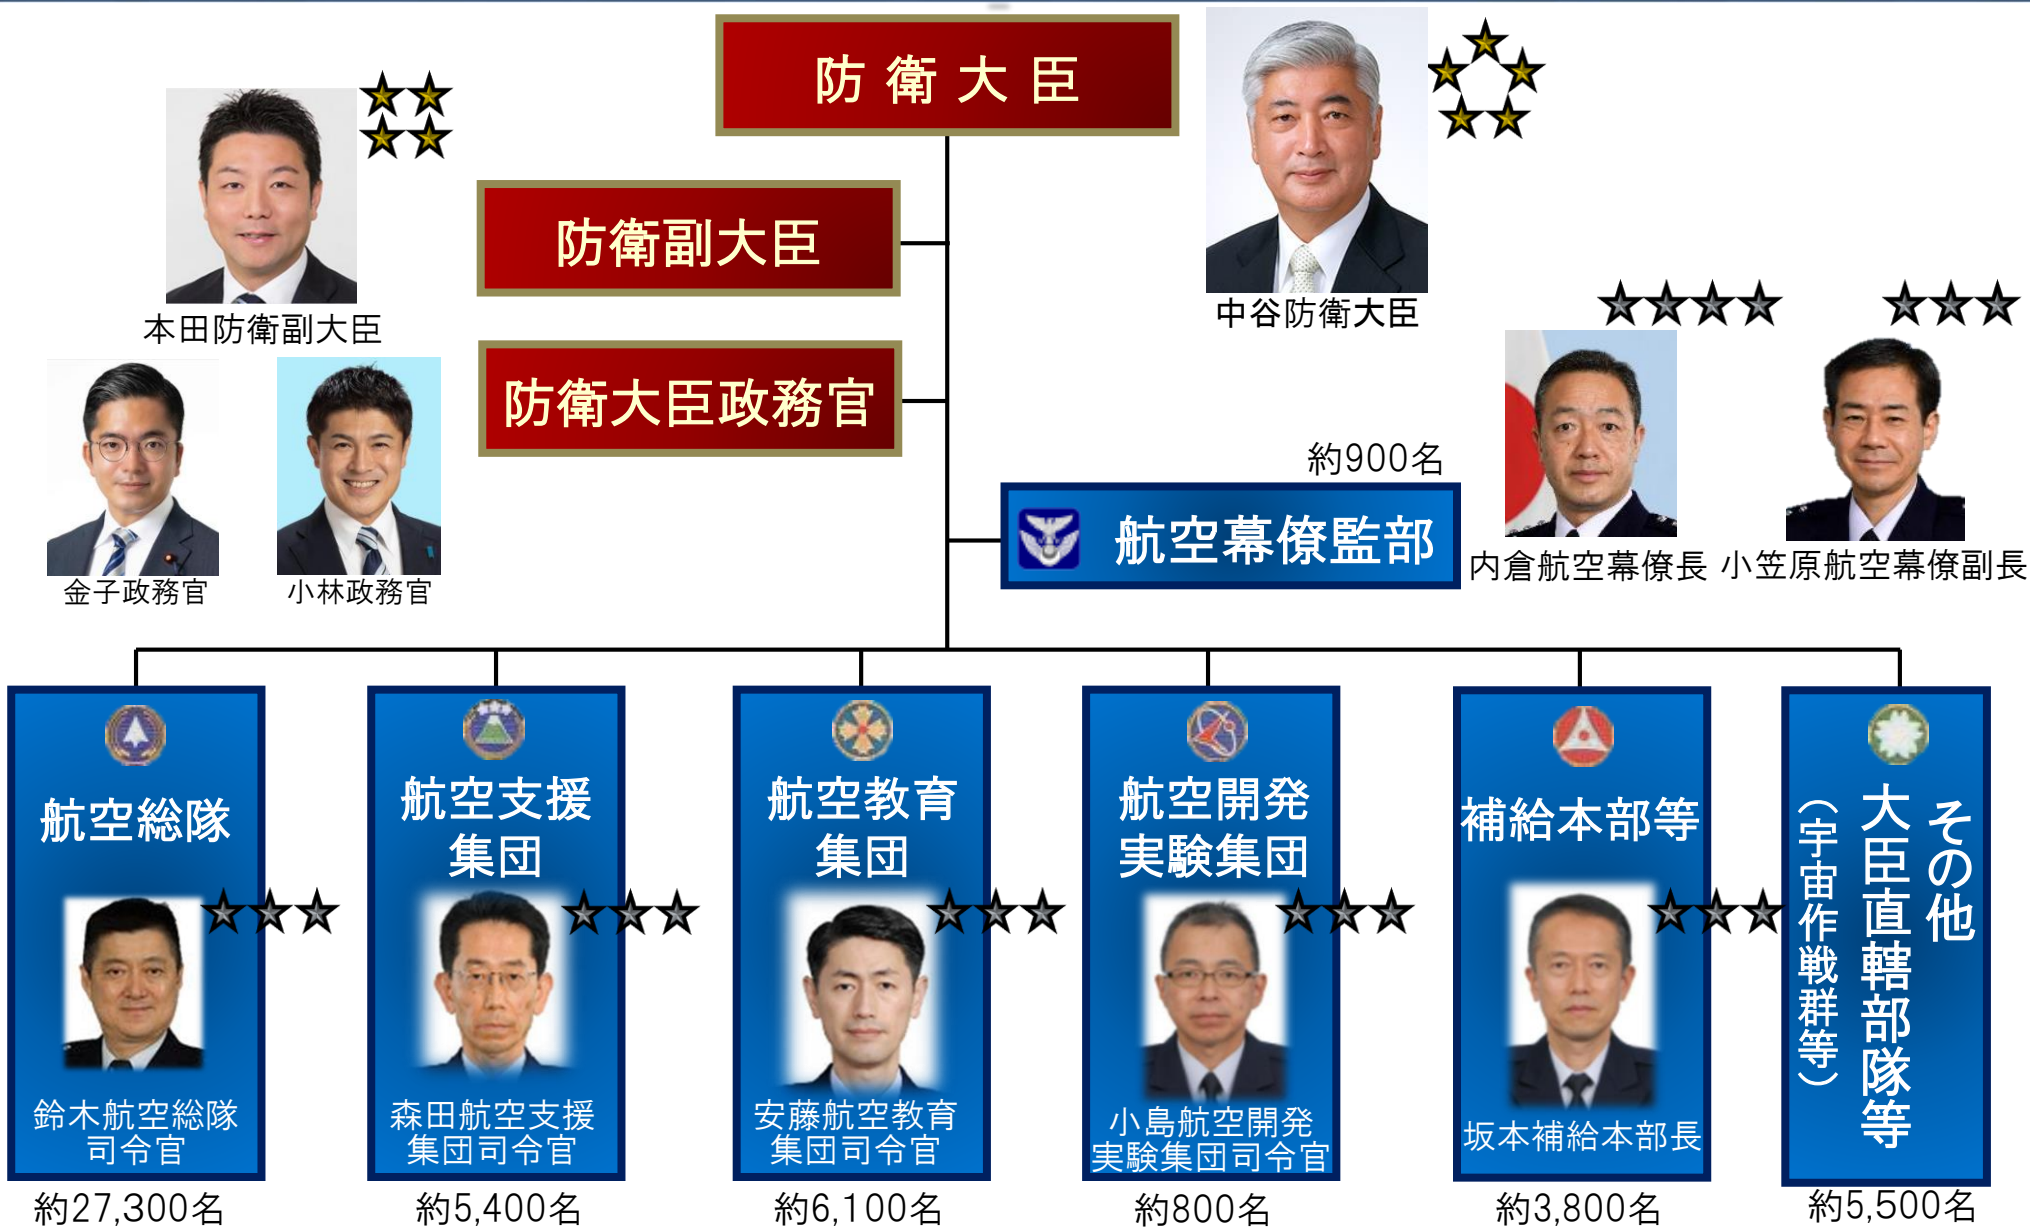 防衛大臣
中谷防衛大臣
防衛副大臣
本田防衛副大臣
防衛大臣政務官
金子政務官
小林政務官
約900名
航空幕僚監部
内倉航空幕僚長
小笠原航空幕僚副長
航空総隊
鈴木航空総隊
司令官
約27,300名
航空支援
集団
森田航空支援
集団司令官
約5,400名
航空教育
集団
安藤航空教育
集団司令官
約6,100名
航空開発
実験集団
小島航空開発
実験集団司令官
約800名
補給本部等
坂本補給本部長
約3,800名
その他
大臣直轄部隊等
（宇宙作戦群等）
約5,500名